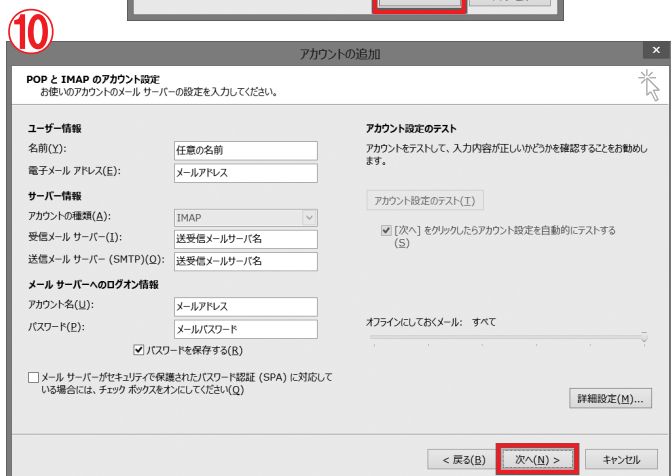 ⑩
アカウントの追加
×
POP と IMAP のアカウント設定
お使いのアカウントのメール サーバーの設定を入力してください。
ユーザー情報
名前(Y):
任意の名前
電子メール アドレス(E):
メールアドレス
サーバー情報
アカウントの種類(A):
IMAP
受信メール サーバー(I):
送受信メールサーバ名
送信メール サーバー (SMTP)(O):
送受信メールサーバ名
メール サーバーへのログオン情報
アカウント名(U):
メールアドレス
パスワード(P):
メールパスワード
パスワードを保存する(R)
メール サーバーがセキュリティで保護されたパスワード認証 (SPA) に対応して
いる場合には、チェック ボックスをオンにしてください(Q)
アカウント設定のテスト
アカウントをテストして、入力内容が正しいかどうかを確認することをお勧めし
ます。
アカウント設定のテスト(T)
[次へ] をクリックしたらアカウント設定を自動的にテストする
(S)
オフラインにしておくメール: すべて
詳細設定(M)...
< 戻る(B)
次へ(N) >
キャンセル